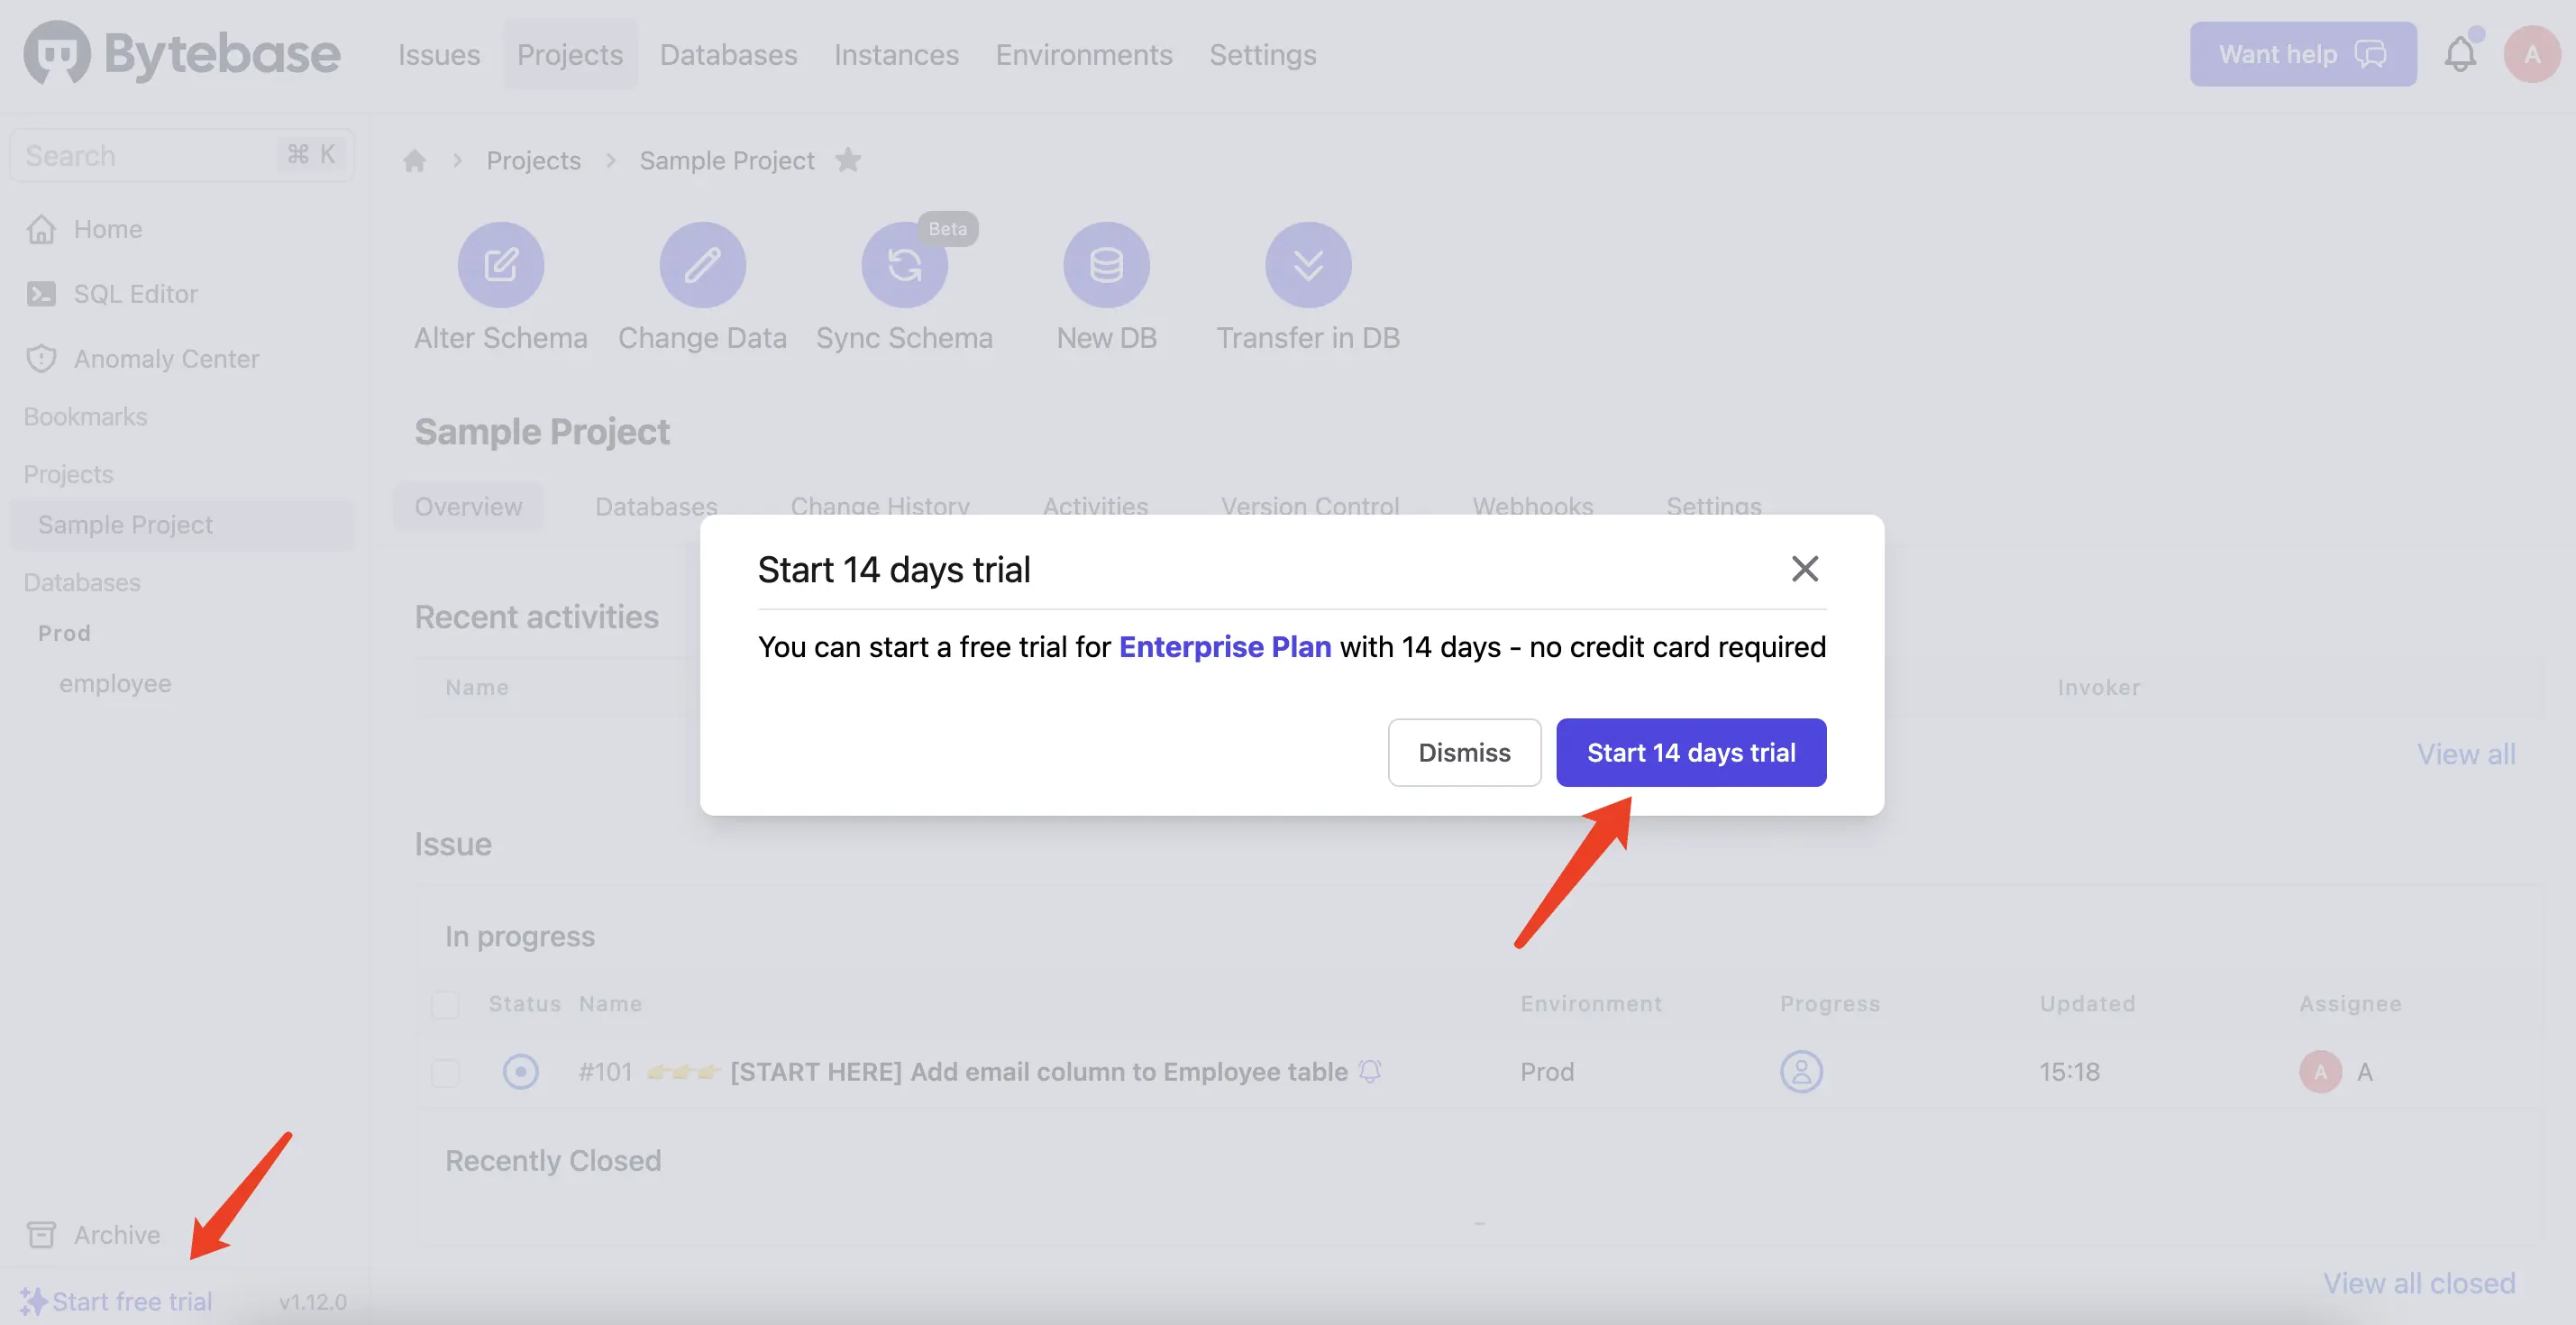 Bytebase Issues Projects Databases Instances Environments Settings Want help A
Search ⌘ K
Projects Sample Project
Home
SQL Editor
Anomaly Center
Bookmarks
Projects
Sample Project
Databases
Prod
employee
Beta
Alter Schema Change Data Sync Schema New DB Transfer in DB
Sample Project
Overview Databases Change History Activities Version Control Webhooks Settings
Start 14 days trial
You can start a free trial for Enterprise Plan with 14 days - no credit card required
Dismiss Start 14 days trial
Recent activities
Name Invoker
View all
Issue
In progress
Status Name Environment Progress Updated Assignee
#101 👉👉👉 [START HERE] Add email column to Employee table Prod 15:18 A A
Recently Closed
-
View all closed
Archive
Start free trial v1.12.0